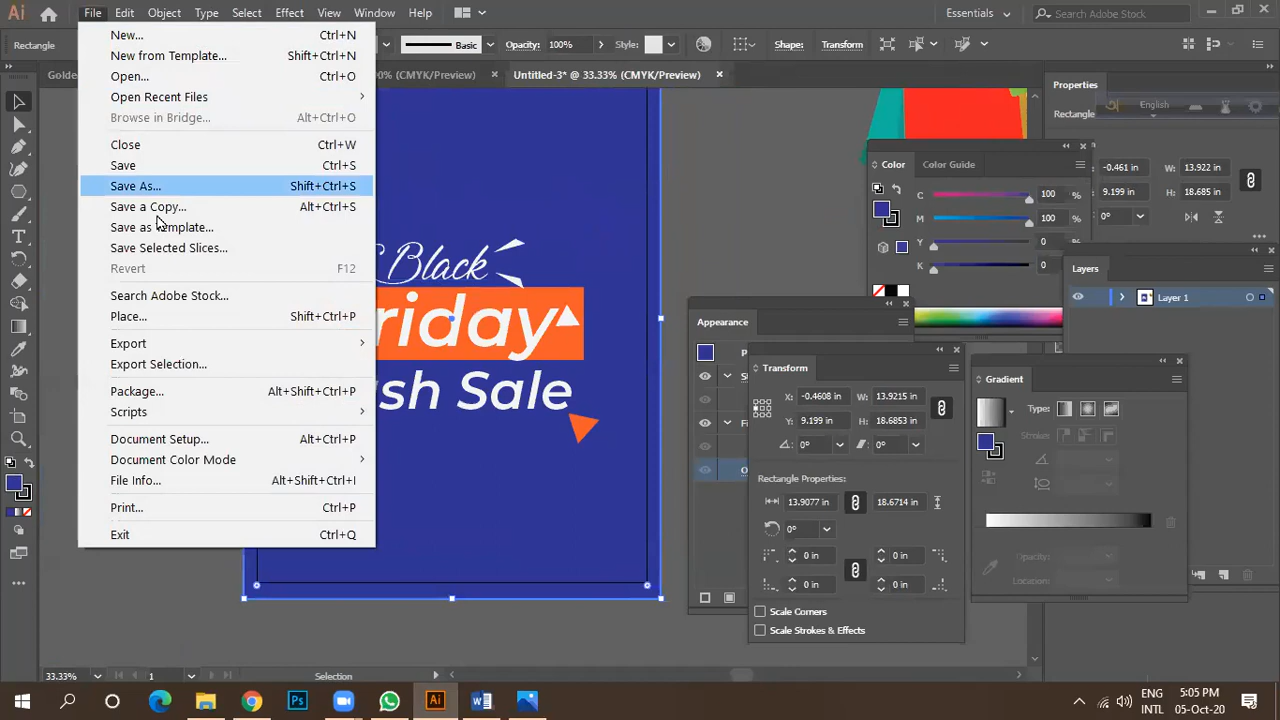 Ai File Edit Object Type Select Effect View Window Help Essentials Search Adobe Stock
Rectangle Basic Opacity: 100% Style: Shape: Transform
Golde 0% (CMYK/Preview) × Untitled-3* @ 33.33% (CMYK/Preview) ×
New... Ctrl+N
New from Template... Shift+Ctrl+N
Open... Ctrl+O
Open Recent Files
Browse in Bridge... Alt+Ctrl+O
Close Ctrl+W
Save Ctrl+S
Save As... Shift+Ctrl+S
Save a Copy... Alt+Ctrl+S
Save as Template...
Save Selected Slices...
Revert F12
Search Adobe Stock...
Place... Shift+Ctrl+P
Export
Export Selection...
Package... Alt+Shift+Ctrl+P
Scripts
Document Setup... Alt+Ctrl+P
Document Color Mode
File Info... Alt+Shift+Ctrl+I
Print... Ctrl+P
Exit Ctrl+Q
Black
riday
sh Sale
Properties
English
Rectangle
-0.461 in 13.922 in
9.199 in 18.685 in
0°
Color Color Guide
C 100
M 100
Y 0
K 0
Layers
Layer 1
Appearance
Transform
X: -0.4608 in W: 13.9215 in
Y: 9.199 in H: 18.6853 in
0° 0°
Rectangle Properties:
13.9077 in 18.6714 in
0°
0 in 0 in
0 in 0 in
Scale Corners
Scale Strokes & Effects
Gradient
Type:
Strokes:
Opacity:
Location:
33.33% 1 Selection
Ps Ai
ENG
INTL
5:05 PM
05-Oct-20